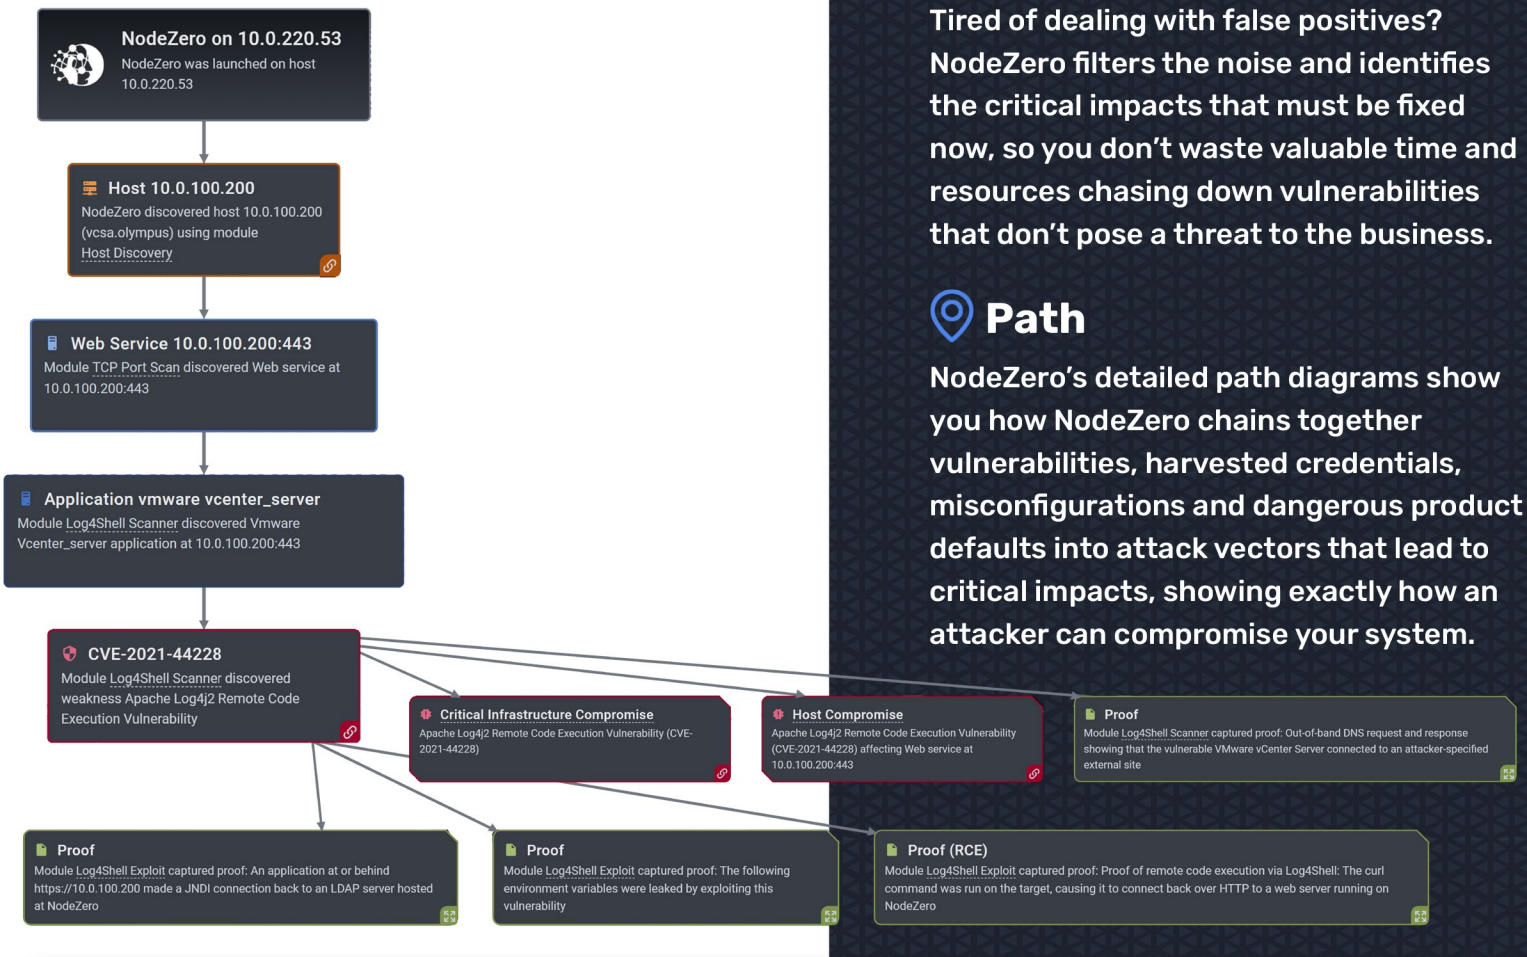 NodeZero on 10.0.220.53
NodeZero was launched on host
10.0.220.53
Host 10.0.100.200
NodeZero discovered host 10.0.100.200
(vcsa.olympus) using module
Host Discovery
Web Service 10.0.100.200:443
Module TCP Port Scan discovered Web service at
10.0.100.200:443
Application vmware vcenter_server
Module Log4Shell Scanner discovered Vmware
Vcenter_server application at 10.0.100.200:443
CVE-2021-44228
Module Log4Shell Scanner discovered
weakness Apache Log4j2 Remote Code
Execution Vulnerability
Tired of dealing with false positives?
NodeZero filters the noise and identifies
the critical impacts that must be fixed
now, so you don't waste valuable time and
resources chasing down vulnerabilities
that don't pose a threat to the business.
Path
NodeZero's detailed path diagrams show
you how NodeZero chains together
vulnerabilities, harvested credentials,
misconfigurations and dangerous product
defaults into attack vectors that lead to
critical impacts, showing exactly how an
attacker can compromise your system.
Critical Infrastructure Compromise
Apache Log4j2 Remote Code Execution Vulnerability (CVE-
2021-44228)
Host Compromise
Apache Log4j2 Remote Code Execution Vulnerability
(CVE-2021-44228) affecting Web service at
10.0.100.200:443
Proof
Module Log4Shell Scanner captured proof: Out-of-band DNS request and response
showing that the vulnerable VMware vCenter Server connected to an attacker-specified
external site
Proof
Module Log4Shell Exploit captured proof: An application at or behind
https://10.0.100.200 made a JNDI connection back to an LDAP server hosted
at NodeZero
Proof
Module Log4Shell Exploit captured proof: The following
environment variables were leaked by exploiting this
vulnerability
Proof (RCE)
Module Log4Shell Exploit captured proof: Proof of remote code execution via Log4Shell: The curl
command was run on the target, causing it to connect back over HTTP to a web server running on
NodeZero